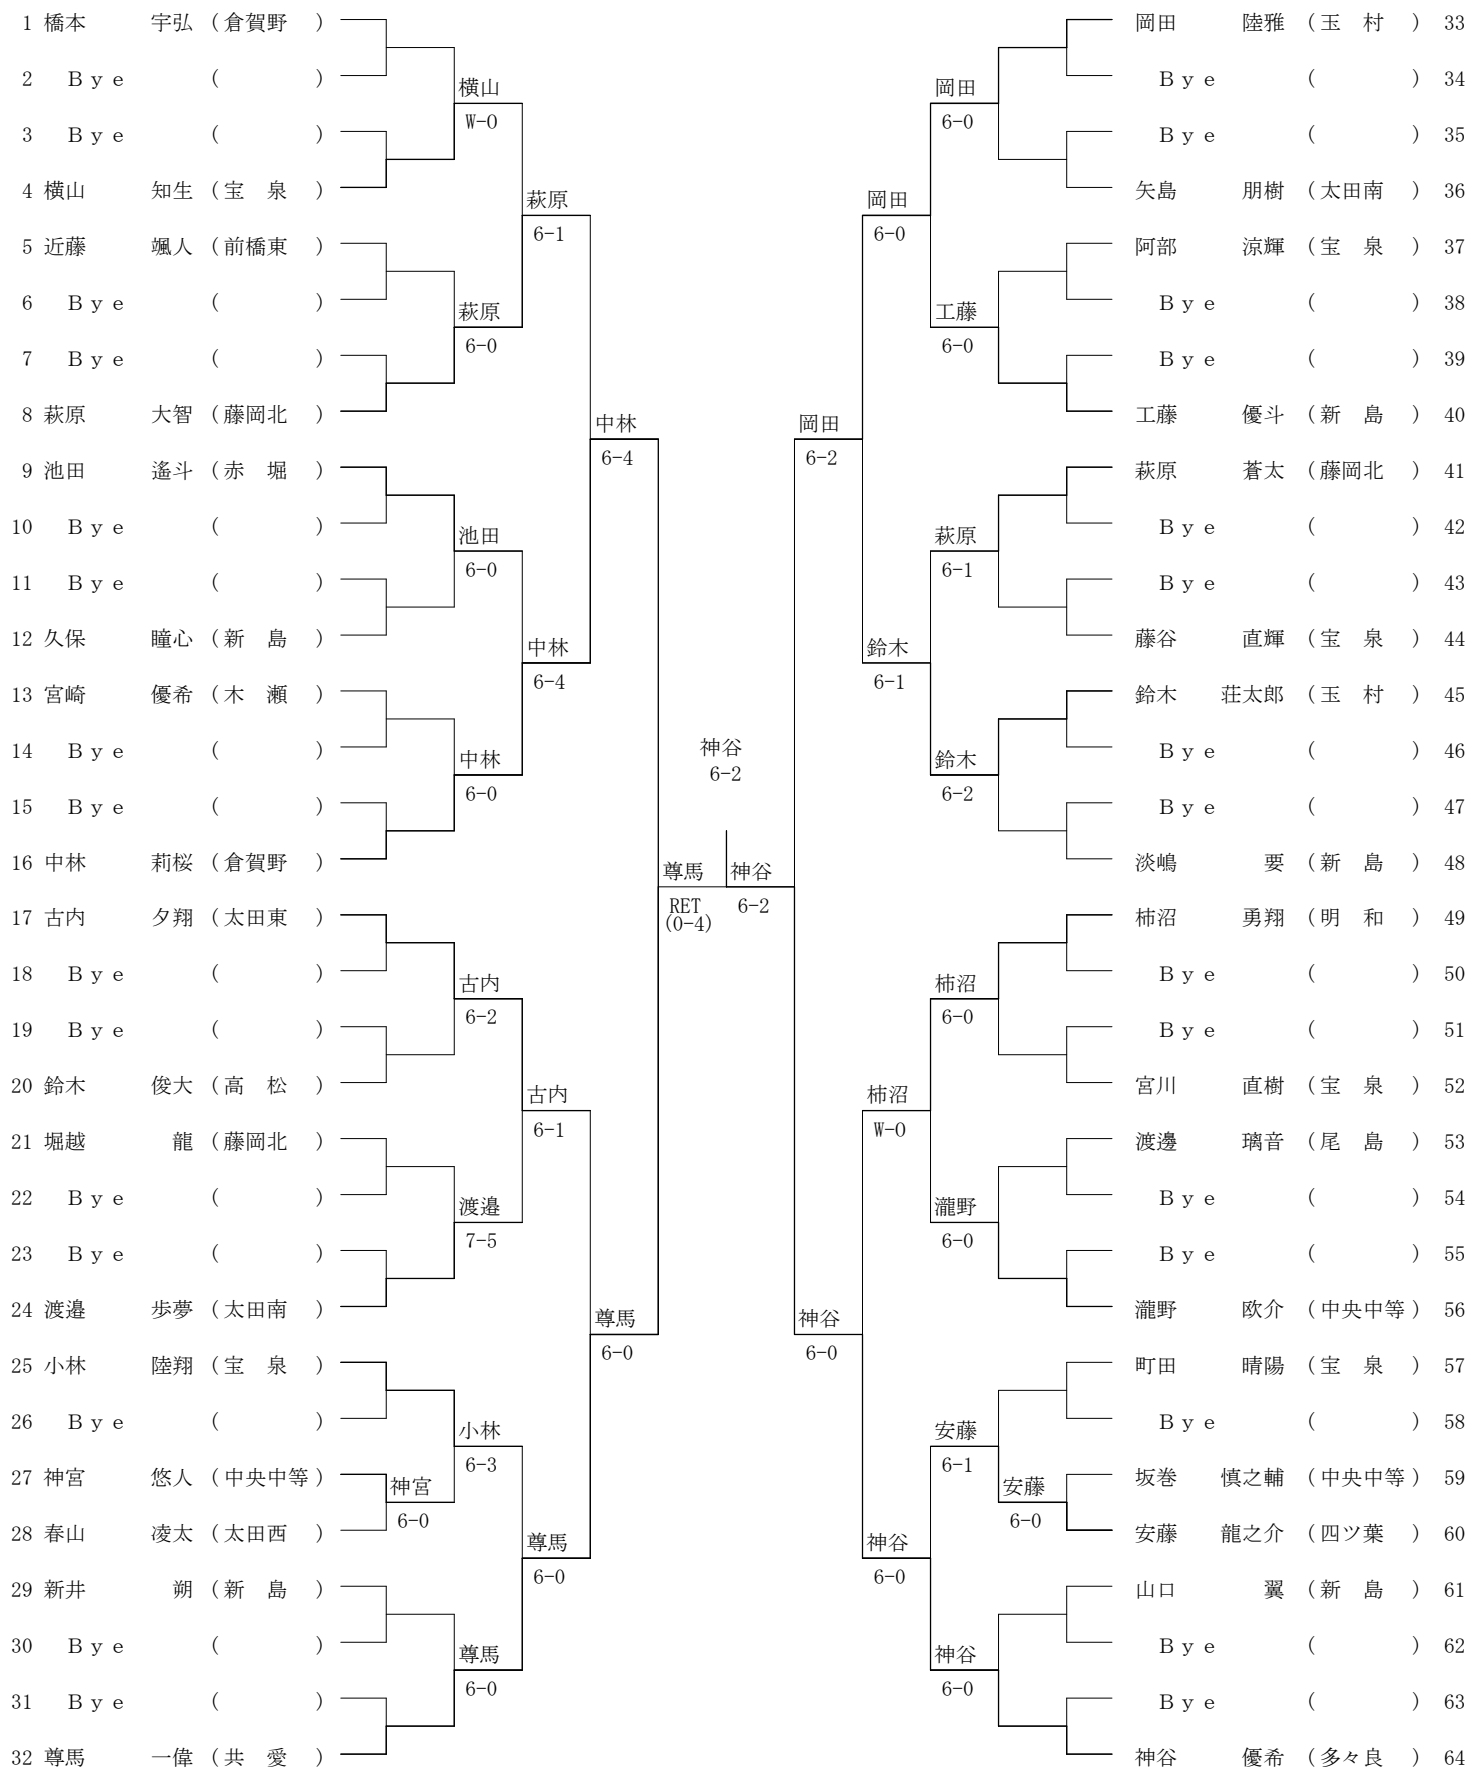 1 橋本 宇弘 (倉賀野)
2 Bye ( )
横山
W-0
3 Bye ( )
4 横山 知生 (宝 泉)
萩原
6-1
5 近藤 颯人 (前橋東)
6 Bye ( )
萩原
6-0
7 Bye ( )
8 萩原 大智 (藤岡北)
中林
6-4
9 池田 遙斗 (赤 堀)
10 Bye ( )
池田
6-0
11 Bye ( )
12 久保 瞳心 (新 島)
中林
6-4
13 宮崎 優希 (木 瀬)
14 Bye ( )
中林
6-0
15 Bye ( )
16 中林 莉桜 (倉賀野)
尊馬
RET
(0-4)
17 古内 夕翔 (太田東)
18 Bye ( )
古内
6-2
19 Bye ( )
20 鈴木 俊大 (高 松)
古内
6-1
21 堀越 龍 (藤岡北)
22 Bye ( )
渡邉
7-5
23 Bye ( )
24 渡邉 歩夢 (太田南)
尊馬
6-0
25 小林 陸翔 (宝 泉)
26 Bye ( )
小林
6-3
27 神宮 悠人 (中央中等)
神宮
6-0
28 春山 凌太 (太田西)
尊馬
6-0
29 新井 朔 (新 島)
30 Bye ( )
尊馬
6-0
31 Bye ( )
32 尊馬 一偉 (共 愛)
神谷
6-2
岡田 陸雅 (玉 村) 33
Bye ( ) 34
岡田
6-0
Bye ( ) 35
矢島 朋樹 (太田南) 36
岡田
6-0
阿部 涼輝 (宝 泉) 37
Bye ( ) 38
工藤
6-0
Bye ( ) 39
工藤 優斗 (新 島) 40
岡田
6-2
萩原 蒼太 (藤岡北) 41
Bye ( ) 42
萩原
6-1
Bye ( ) 43
藤谷 直輝 (宝 泉) 44
鈴木
6-1
鈴木 荘太郎 (玉 村) 45
Bye ( ) 46
鈴木
6-2
Bye ( ) 47
淡嶋 要 (新 島) 48
神谷
6-2
柿沼 勇翔 (明 和) 49
Bye ( ) 50
柿沼
6-0
Bye ( ) 51
宮川 直樹 (宝 泉) 52
柿沼
W-0
渡邊 璃音 (尾 島) 53
Bye ( ) 54
瀧野
6-0
Bye ( ) 55
瀧野 欧介 (中央中等) 56
神谷
6-0
町田 晴陽 (宝 泉) 57
Bye ( ) 58
安藤
6-1
坂巻 慎之輔 (中央中等) 59
安藤
6-0
安藤 龍之介 (四ツ葉) 60
神谷
6-0
山口 翼 (新 島) 61
Bye ( ) 62
神谷
6-0
Bye ( ) 63
神谷 優希 (多々良) 64